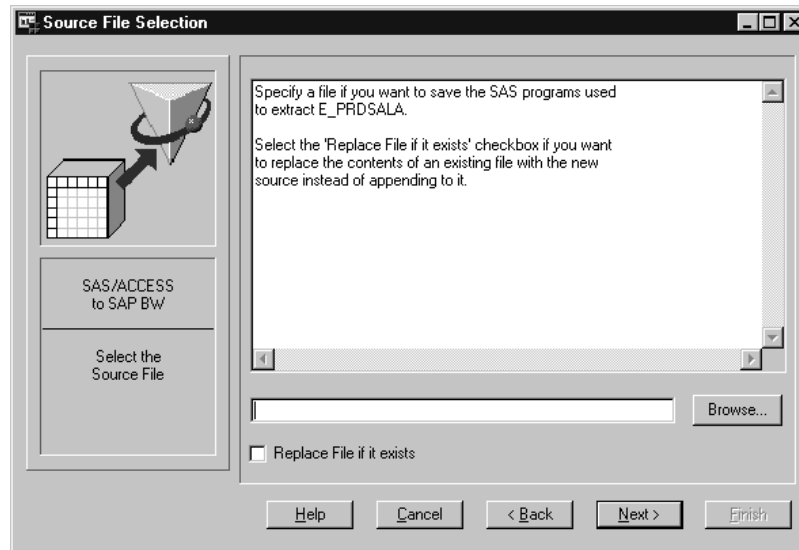 Source File Selection
Specify a file if you want to save the SAS programs used
to extract E_PRDSALA.
Select the 'Replace File if it exists' checkbox if you want
to replace the contents of an existing file with the new
source instead of appending to it.
SAS/ACCESS
to SAP BW
Select the
Source File
Browse...
Replace File if it exists
Help
Cancel
< Back
Next >
Finish